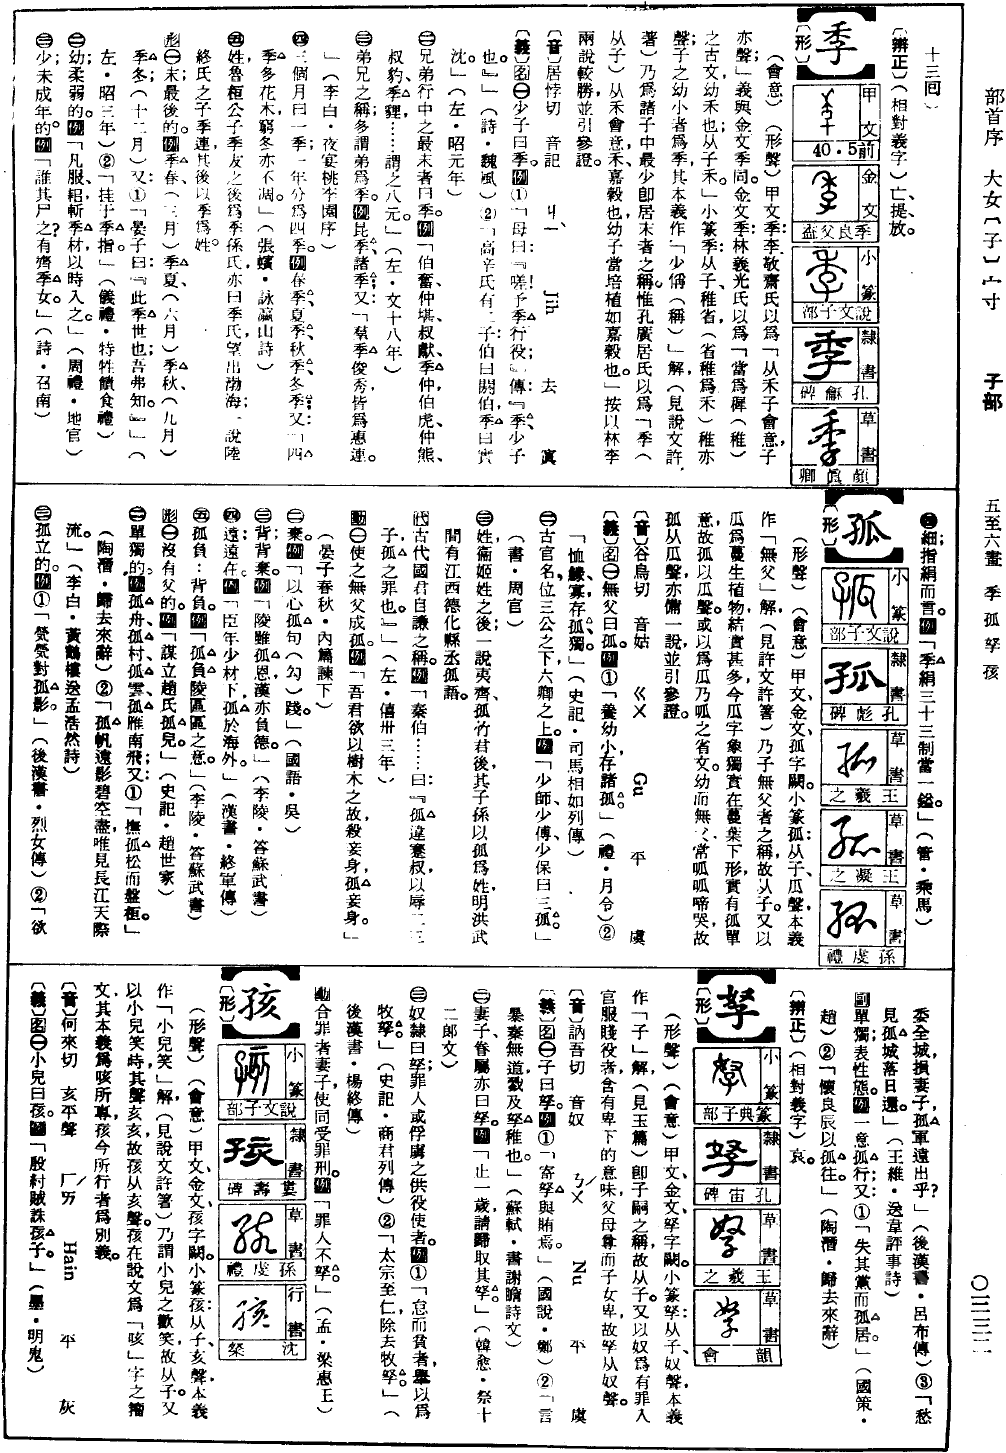 部首序　大女〔子〕宀寸　子部　五至六畫　季孤孥孩　〇三三二
十三回）
〔辨正〕（相對義字）亡、提、放。
季
〔形〕
甲文　前5·40
金文　季良父盉
小篆　說文子部
隸書　孔龢碑
草書　顏眞卿
（會意）（形聲）甲文季，李敬齋氏以爲「从禾子會意，子
亦聲」義與金文季同。金文季，林義光氏以爲「當爲稺（稚）
之古文，幼禾也，从子禾。」小篆季，从子，稚省（省稚爲禾）稚亦
聲，子之幼小者爲季，其本義作「少偁（稱）」解（見說文許
著）乃爲諸子中最少卽居末者之稱。惟孔廣居氏以爲「季（
从子）从禾會意，禾嘉穀也，幼子當培植如嘉穀也。」按以林、李
兩說較勝，並引參證。
〔音〕居悸切　音記　ㄐㄧˋ　Jih　去　寘
〔義〕名㊀少子曰季。例①「母曰：『嗟！予季行役』；傳：『季，少子
也』」（詩·魏風）②「高辛氏有二子，伯曰閼伯，季曰實
沈」（左·昭元年）
㊁兄弟行中之最末者曰季。例「伯奮、仲堪、叔獻、季仲、伯虎、仲熊、
叔豹、季貍……謂之八元。」（左·文十八年）
㊂弟兄之稱，多謂弟爲季。例昆季、諸季；又：「羣季俊秀，皆爲惠連。
」（李白·夜宴桃李園序）
㊃三個月曰一季，一年分爲四季。例春季、夏季、秋季、冬季；又：「四
季多花木，窮冬亦不凋。」（張蠙·詠瀛山詩）
㊄姓，魯桓公子季友之後爲季孫氏，亦曰季氏，望出渤海，一說陸
終氏之子季連，其後以季爲姓。
形㊀末；最後的。例季春（三月）季夏（六月）季秋（九月）
季冬（十二月）又：①「晏子曰：『此季世也，吾弗知。』」（
左·昭三年）②「挂于季指。」（儀禮·特牲饋食禮）
㊁幼；柔弱的。例「凡服耜，斬季材，以時入之。」（周禮·地官）
㊂少；未成年的。例「誰其尸之？有齊季女」（詩·召南）
㊃細；指絹而言。例「季絹三十三制當一鎰。」（管·乘馬）
孤
〔形〕
小篆　說文子部
隸書　孔彪碑
草書　王羲之
草書　王凝之
草書　孫虔禮
（形聲）（會意）甲文、金文孤字闕。小篆孤：从子，瓜聲，本義
作「無父」解，（見許文許箸）乃子無父者之稱，故从子。又以
瓜爲蔓生植物，結實甚多，今瓜字象獨實在蔓葉下形，實有孤單
意，故孤以瓜聲。或以爲瓜乃呱之省文，幼而無父，常呱呱啼哭，故
孤从瓜聲，亦備一說，並引參證。
〔音〕谷烏切　音姑　ㄍㄨ　Gu　平　虞
〔義〕名㊀無父曰孤。例①「養幼小，存諸孤。」（禮·月令）②
「恤鰥寡，存孤獨。」（史記·司馬相如列傳）
㊁古官名，位三公之下，六卿之上。例「少師、少傅、少保曰三孤。」
（書·周官）
㊂姓，衞姬姓之後；一說夷齊，孤竹君後，其子孫以孤爲姓，明洪武
間有江西德化縣丞孤語。
代古代國君自謙之稱。例「秦伯……曰：『孤違蹇叔，以辱二三
子，孤之罪也。』」（左·僖卅三年）
動㊀使之無父成孤。例「吾君欲以樹木之故殺妾身，孤妾身。」
（晏子春秋·內篇諫下）
㊁棄。例「以心孤句（勾）踐」（國語·吳）
㊂背；背棄。例「陵雖孤恩，漢亦負德。」（李陵·答蘇武書）
㊃遠；遠在。例「臣年少材下，孤於海外。」（漢書·終軍傳）
㊄孤負：背負。例「孤負陵區區之意。」（李陵·答蘇武書）
形㊀沒有父的。例「謀立趙氏孤兒。」（史記·趙世家）
㊁單獨的。例孤舟、孤村、孤雲、孤雁南飛；又：①「撫孤松而盤桓。」
（陶潛·歸去來辭）②「孤帆遠影碧空盡，唯見長江天際
流。」（李白·黃鶴樓送孟浩然詩）
㊂孤立的。例①「煢煢對孤影。」（後漢書·烈女傳）②「欲
委全城，損妻子，孤軍遠出乎？」（後漢書·呂布傳）③「愁
見孤城落日邊。」（王維·送韋評事詩）
副單獨，表性態。例一意孤行；又：①「失其黨而孤居。」（國策·
趙）②「懷良辰以孤往。」（陶潛·歸去來辭）
〔辨正〕（相對義字）哀。
孥
〔形〕
小篆　篆典子部
隸書　孔宙碑
草書　王羲之
草書　韻會
（形聲）（會意）甲文、金文孥字闕。小篆孥：从子，奴聲，本義
作「子」解，（見玉篇）卽子嗣之稱，故从子。又以奴爲有罪入
官服賤役者，含有卑下的意味，父母尊而子女卑，故孥从奴聲。
〔音〕訥吾切　音奴　ㄋㄨˊ　Nu　平　虞
〔義〕名㊀子曰孥。例①「寄孥與賄焉。」（國說·鄭）②「言
暴秦無道，戮及孥稚也。」（蘇軾·書謝瞻詩文）
㊁妻子、眷屬亦曰孥。例「止一歲，請歸取其孥。」（韓愈·祭十
二郎文）
㊂奴隸曰孥；罪人或俘虜之供役使者。例①「怠而貧者，舉以爲
牧孥。」（史記·商君列傳）②「太宗至仁，除去牧孥。」（
後漢書·楊終傳）
動合罪者妻子使同受罪刑。例「罪人不孥。」（孟·梁惠王）
孩
〔形〕
小篆　說文子部
隸書　婁壽碑
草書　孫虔禮
行書　沈粲
（形聲）（會意）甲文、金文孩字闕。小篆孩：从子，亥聲，本義
作「小兒笑」解，（見說文許箸）乃謂小兒之歡笑，故从子。又
以小兒笑時，其聲亥亥，故孩从亥聲。孩在說文爲「咳」字之籀
文，其本義爲咳所專，孩今所行者爲別義。
〔音〕何來切　亥平聲　ㄏㄞˊ　Hain　平　灰
〔義〕名㊀小兒曰孩。例「殷紂賊誅孩子。」（墨·明鬼）